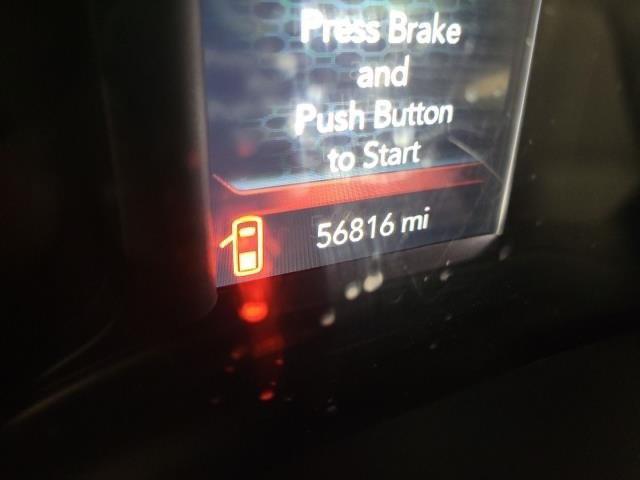 Press Brake
and
Push Button
to Start
56816 mi